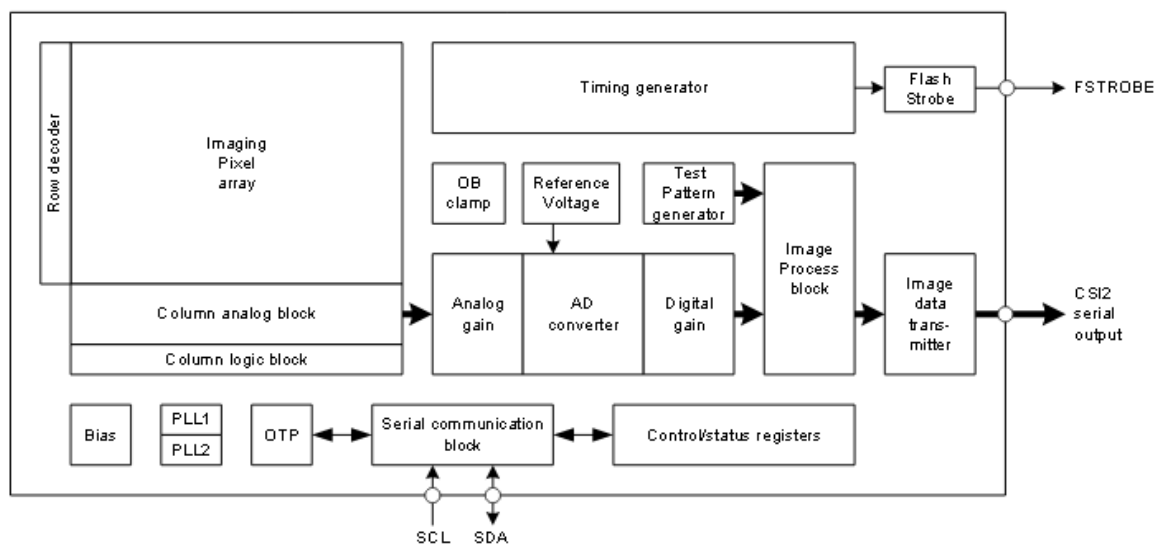 Row decoder
Imaging
Pixel
array
Column analog block
Column logic block
Timing generator
Flash
Strobe
FSTROBE
OB
clamp
Reference
Voltage
Test
Pattern
generator
Analog
gain
AD
converter
Digital
gain
Image
Process
block
Image
data
trans-
mitter
CSI2
serial
output
Bias
PLL1
PLL2
OTP
Serial communication
block
Control/status registers
SCL
SDA